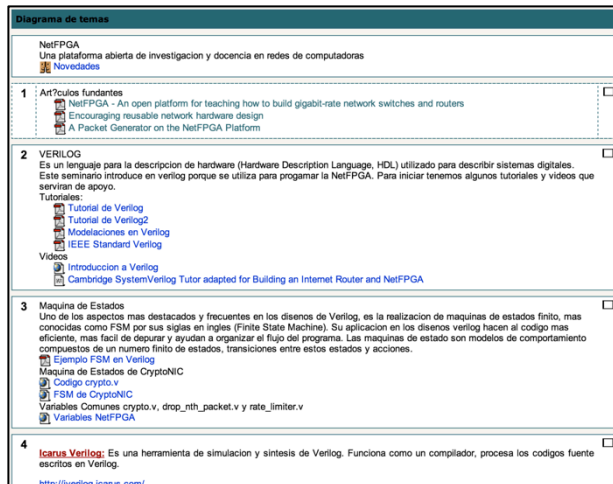 Diagrama de temas
NetFPGA
Una plataforma abierta de investigacion y docencia en redes de computadoras
Novedades
1 Art?culos fundantes
NetFPGA - An open platform for teaching how to build gigabit-rate network switches and routers
Encouraging reusable network hardware design
A Packet Generator on the NetFPGA Platform
2 VERILOG
Es un lenguaje para la descripcion de hardware (Hardware Description Language, HDL) utilizado para describir sistemas digitales.
Este seminario introduce en verilog porque se utiliza para progamar la NetFPGA. Para iniciar tenemos algunos tutoriales y videos que
serviran de apoyo.
Tutoriales:
Tutorial de Verilog
Tutorial de Verilog2
Modelaciones en Verilog
IEEE Standard Verilog
Videos
Introduccion a Verilog
Cambridge SystemVerilog Tutor adapted for Building an Internet Router and NetFPGA
3 Maquina de Estados
Uno de los aspectos mas destacados y frecuentes en los disenos de Verilog, es la realizacion de maquinas de estados finito, mas
conocidas como FSM por sus siglas en ingles (Finite State Machine). Su aplicacion en los disenos verilog hacen al codigo mas
eficiente, mas facil de depurar y ayudan a organizar el flujo del programa. Las maquinas de estado son modelos de comportamiento
compuestos de un numero finito de estados, transiciones entre estos estados y acciones.
Ejemplo FSM en Verilog
Maquina de Estados de CryptoNIC
Codigo crypto.v
FSM de CryptoNIC
Variables Comunes crypto.v, drop_nth_packet.v y rate_limiter.v
Variables NetFPGA
4
Icarus Verilog: Es una herramienta de simulacion y sintesis de Verilog. Funciona como un compilador, procesa los codigos fuente
escritos en Verilog.
http://iverilog.icarus.com/